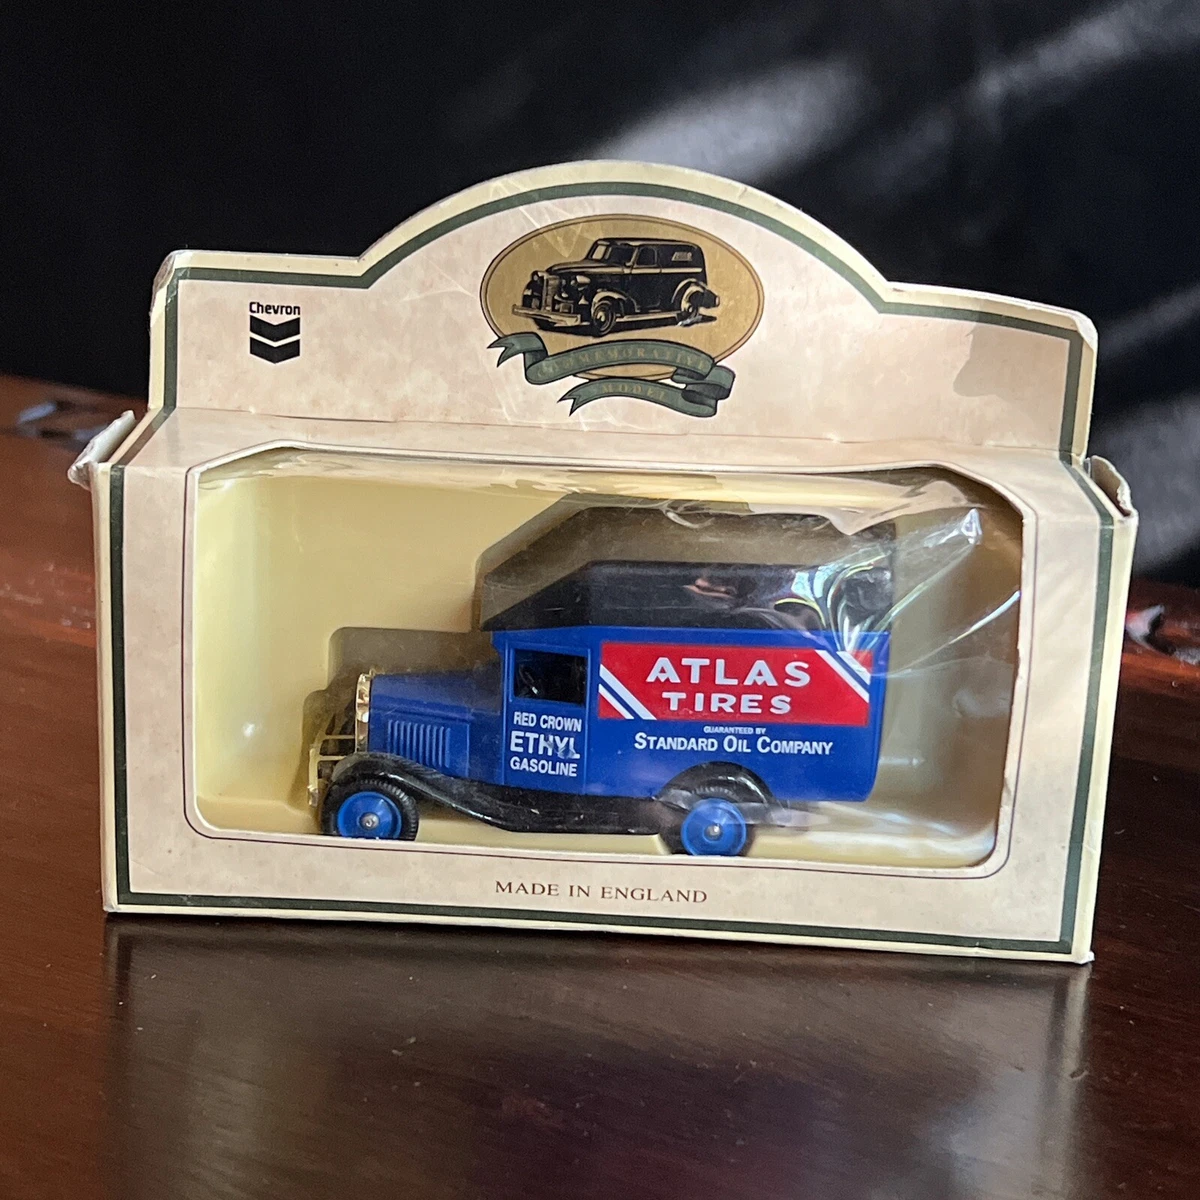 Chevron
COMMEMORATIVE
MODEL
ATLAS
TIRES
GUARANTEED BY
STANDARD OIL COMPANY
RED CROWN
ETHYL
GASOLINE
MADE IN ENGLAND